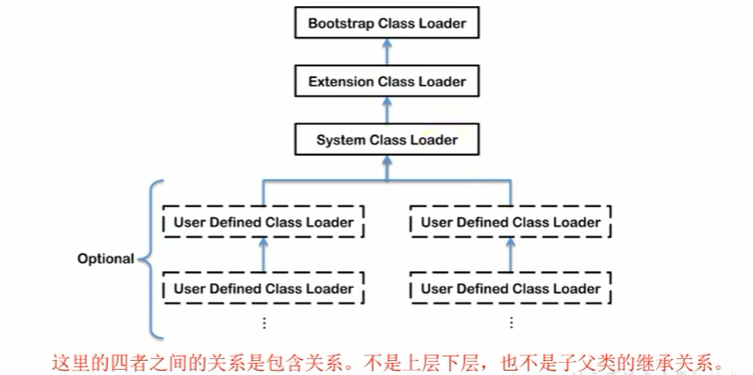 Bootstrap Class Loader
Extension Class Loader
System Class Loader
User Defined Class Loader
User Defined Class Loader
Optional
User Defined Class Loader
User Defined Class Loader
⋮
⋮
这里的四者之间的关系是包含关系。不是上层下层，也不是子父类的继承关系。